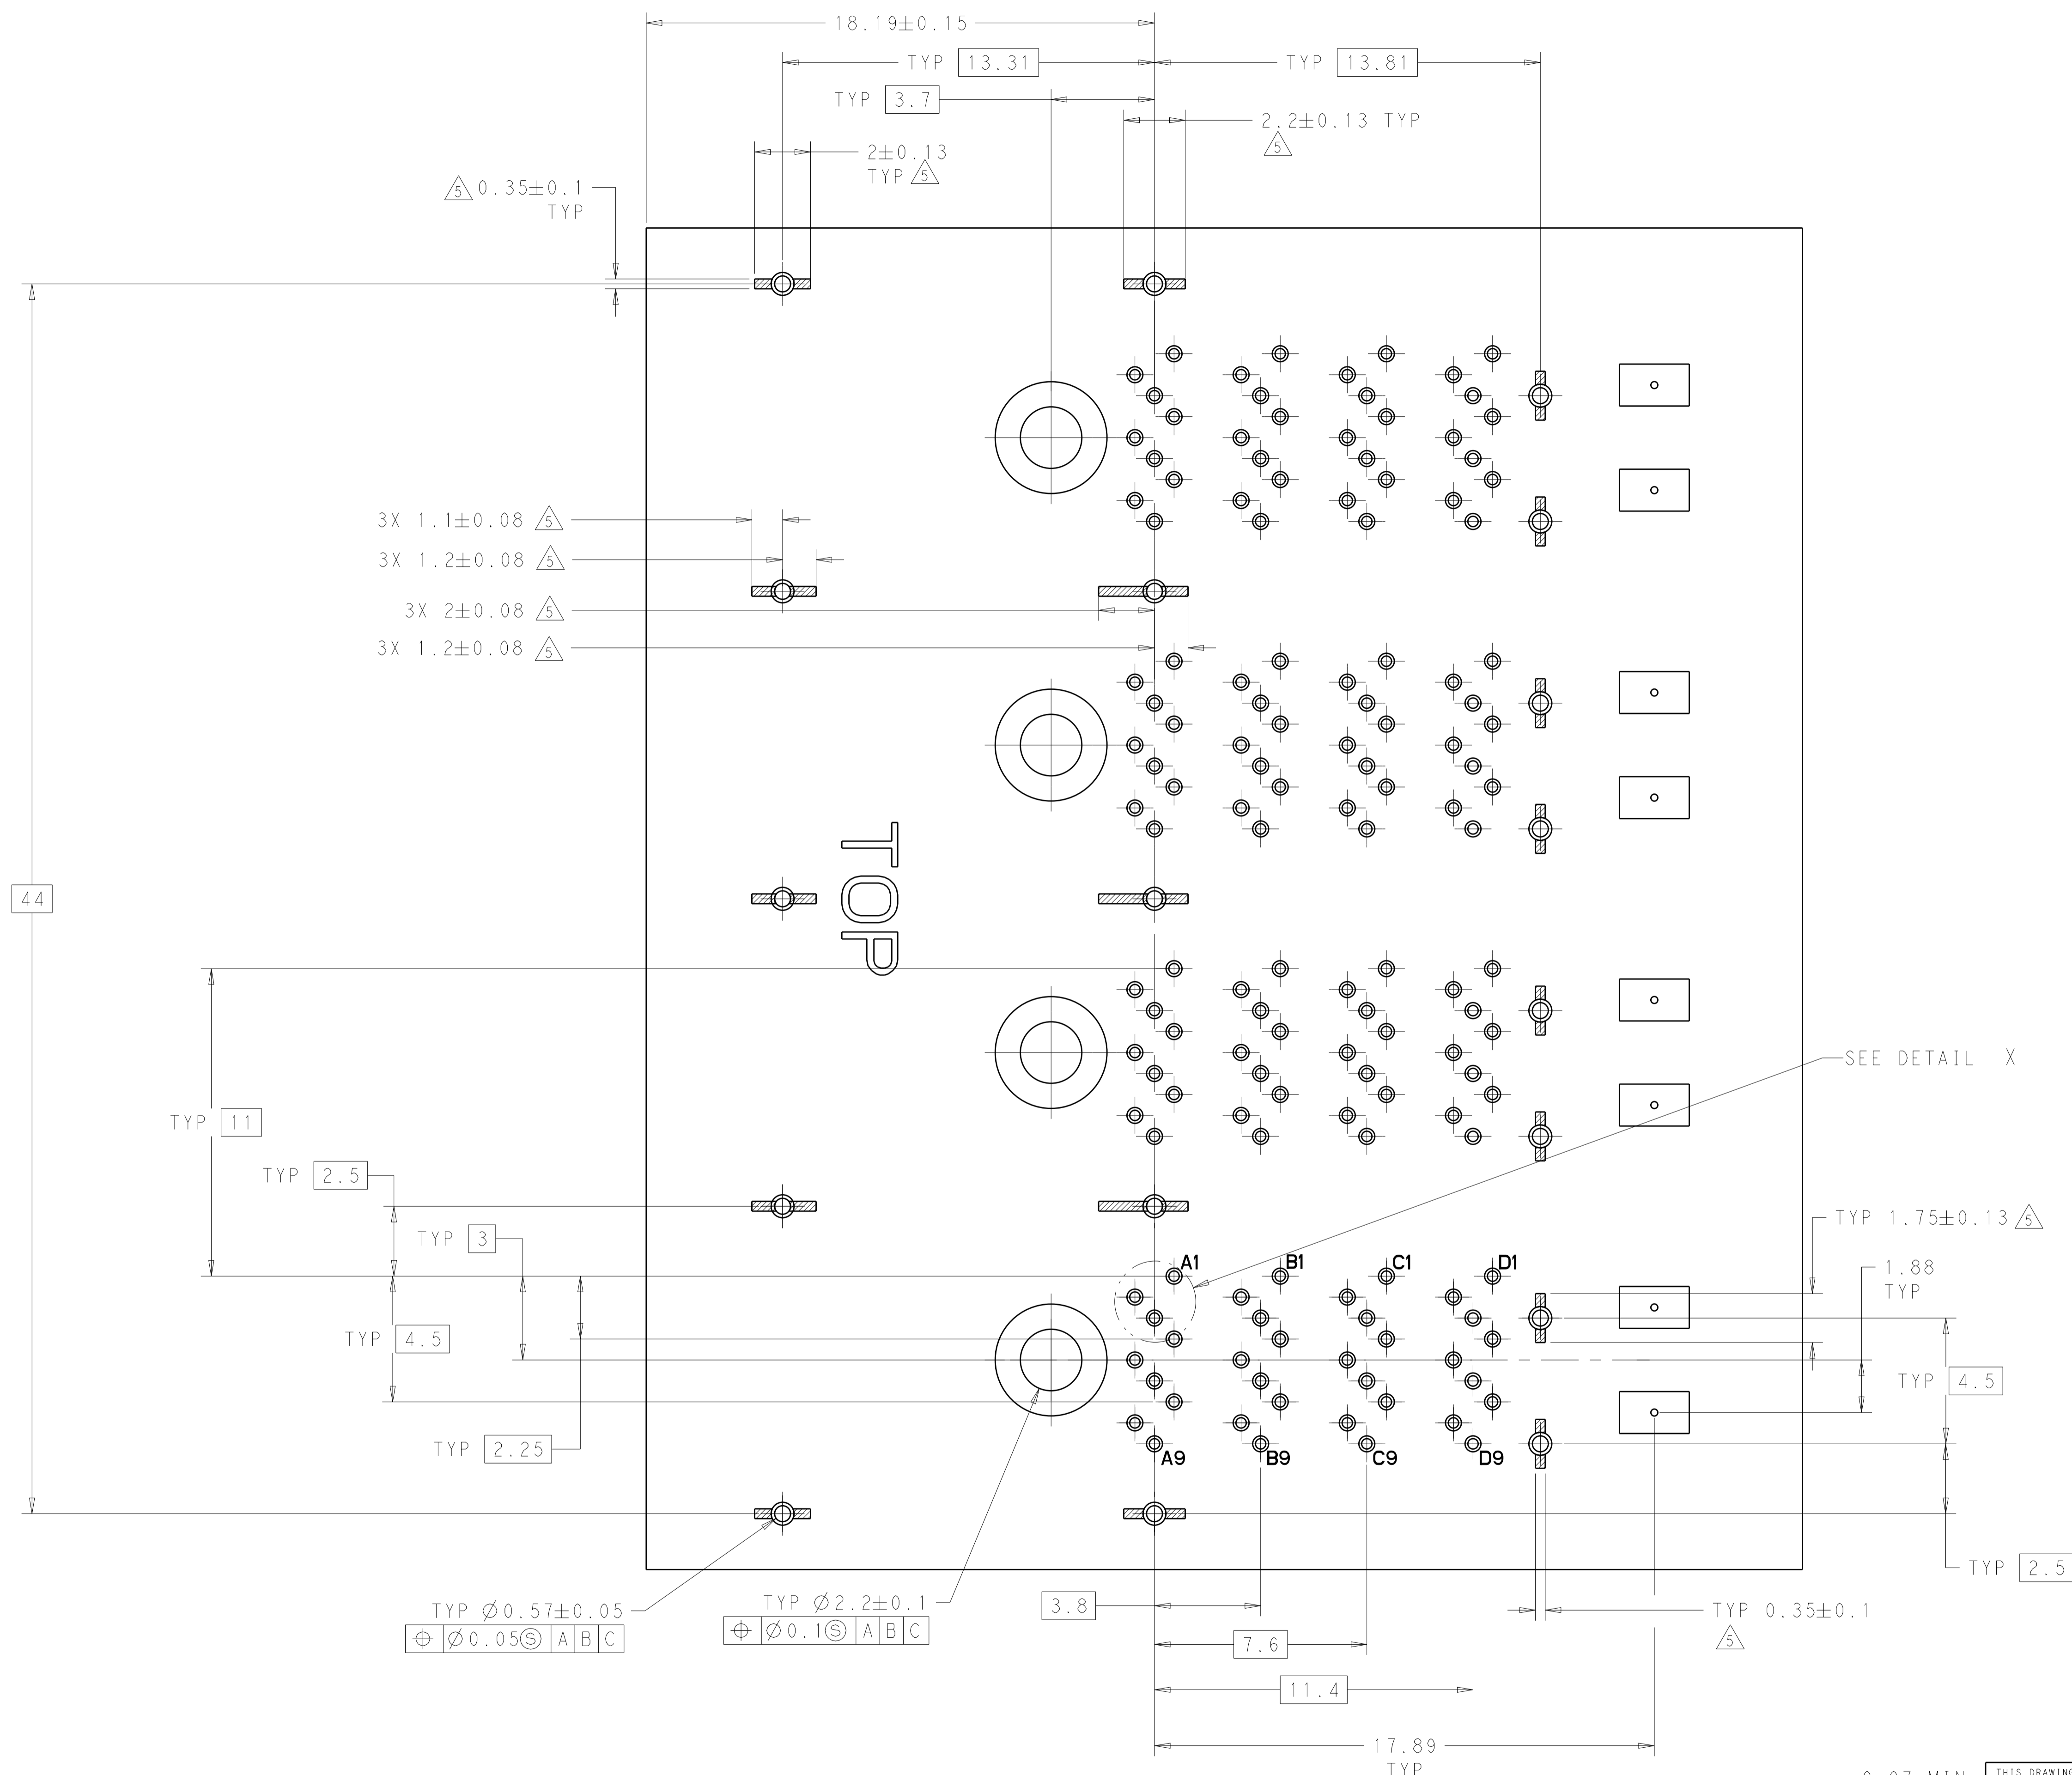 18.19±0.15
TYP 13.31
TYP 13.81
TYP 3.7
2.2±0.13 TYP
5
2±0.13
TYP 5
5 0.35±0.1
TYP
3X 1.1±0.08 5
3X 1.2±0.08 5
3X 2±0.08 5
3X 1.2±0.08 5
TOP
44
SEE DETAIL X
TYP 11
TYP 2.5
TYP 3
TYP 1.75±0.13 5
1.88
TYP
A1 B1 C1 D1
TYP 4.5
TYP 4.5
TYP 2.25
A9 B9 C9 D9
TYP 2.5
TYP Ø0.57±0.05
⌖ Ø0.05Ⓢ A B C
TYP Ø2.2±0.1
⌖ Ø0.1Ⓢ A B C
3.8
TYP 0.35±0.1
5
7.6
11.4
17.89
TYP
THIS DRAWING